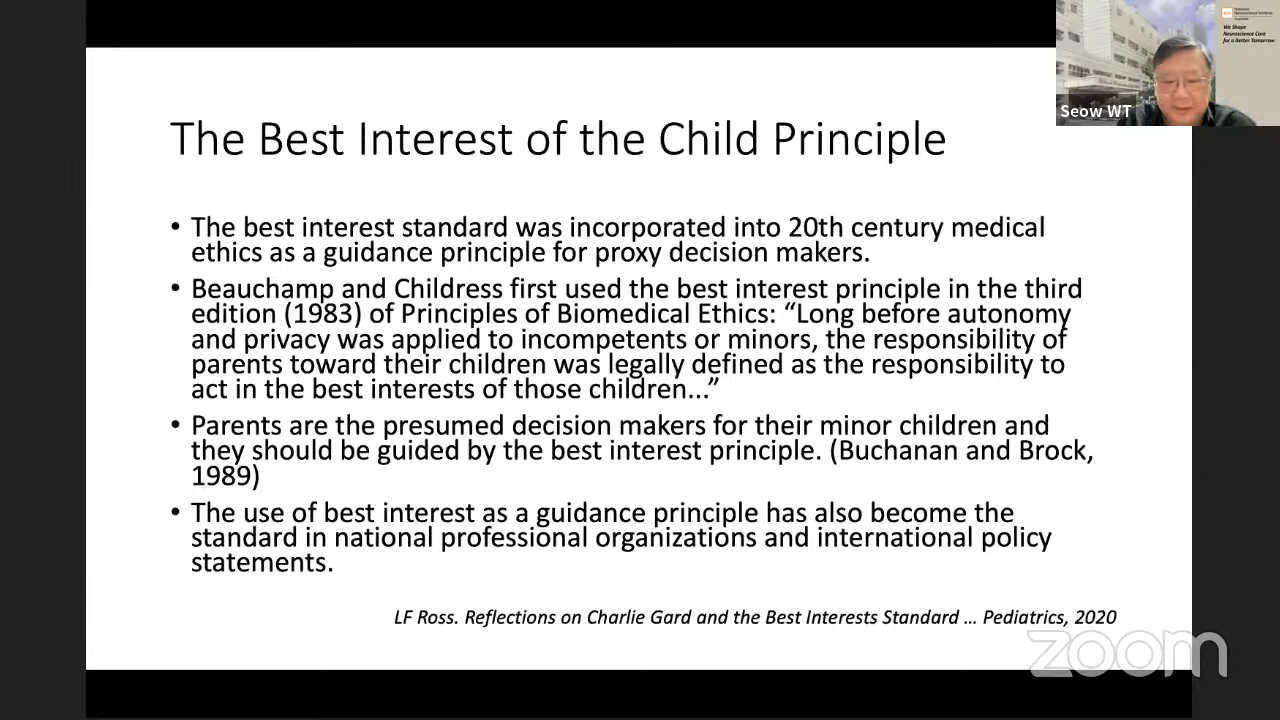 We Shape
Neuroscience Care
for a Better Tomorrow
Seow WT
The Best Interest of the Child Principle
• The best interest standard was incorporated into 20th century medical
ethics as a guidance principle for proxy decision makers.
• Beauchamp and Childress first used the best interest principle in the third
edition (1983) of Principles of Biomedical Ethics: “Long before autonomy
and privacy was applied to incompetents or minors, the responsibility of
parents toward their children was legally defined as the responsibility to
act in the best interests of those children...”
• Parents are the presumed decision makers for their minor children and
they should be guided by the best interest principle. (Buchanan and Brock,
1989)
• The use of best interest as a guidance principle has also become the
standard in national professional organizations and international policy
statements.
LF Ross. Reflections on Charlie Gard and the Best Interests Standard … Pediatrics, 2020
zoom